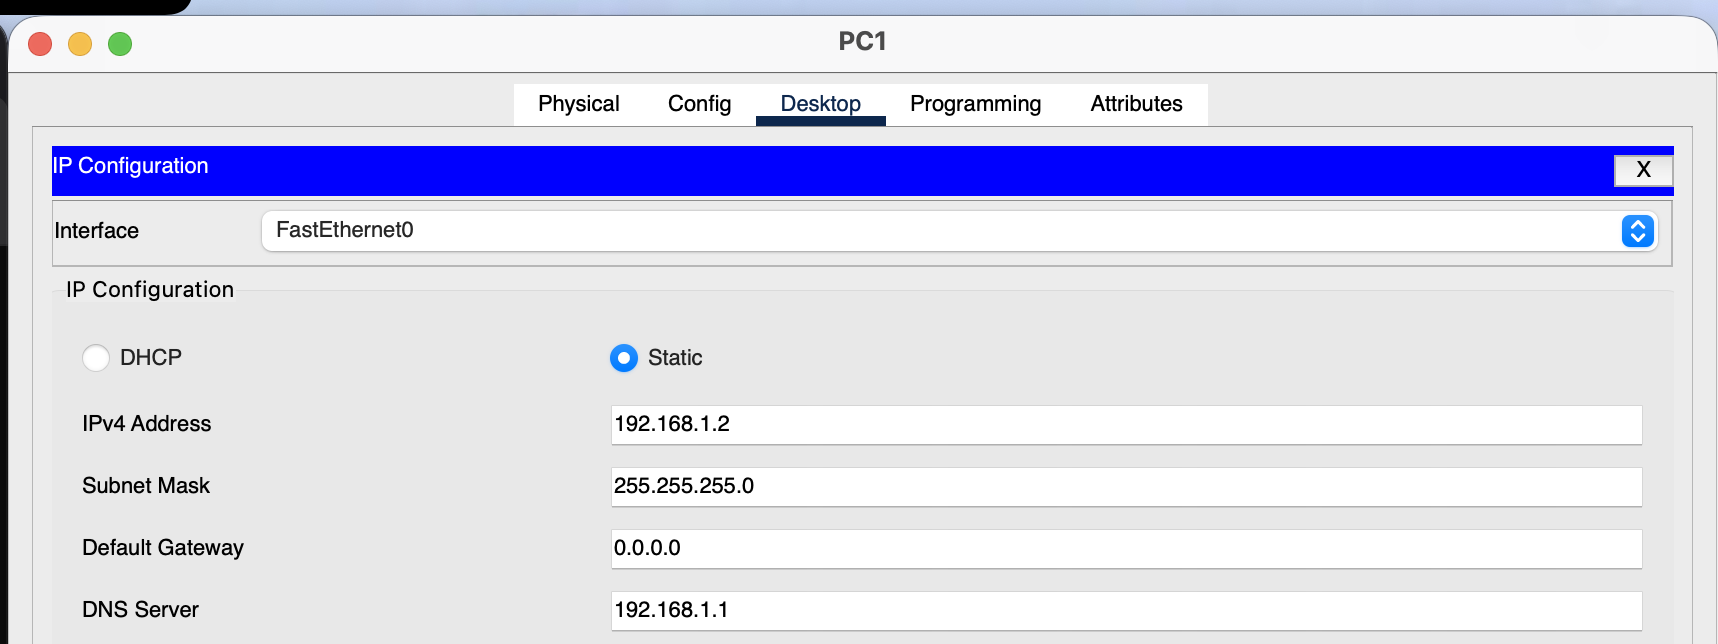 PC1
Physical Config Desktop Programming Attributes
IP Configuration X
Interface FastEthernet0
IP Configuration
DHCP Static
IPv4 Address 192.168.1.2
Subnet Mask 255.255.255.0
Default Gateway 0.0.0.0
DNS Server 192.168.1.1